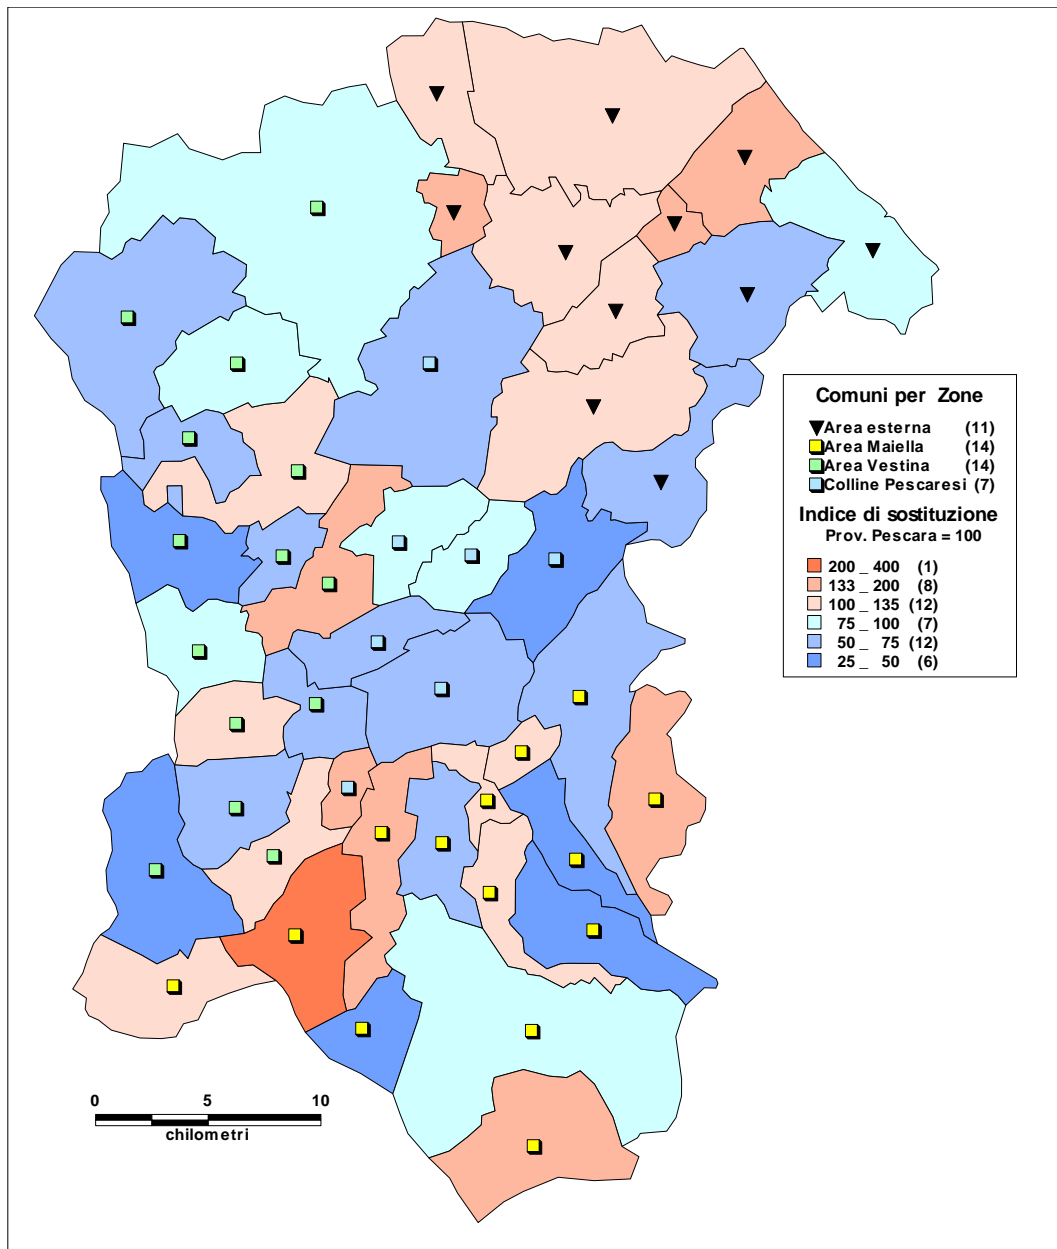 Comuni per Zone
Area esterna (11)
Area Maiella (14)
Area Vestina (14)
Colline Pescaresi (7)
Indice di sostituzione
Prov. Pescara = 100
200 _ 400 (1)
133 _ 200 (8)
100 _ 135 (12)
75 _ 100 (7)
50 _ 75 (12)
25 _ 50 (6)
0 5 10
chilometri